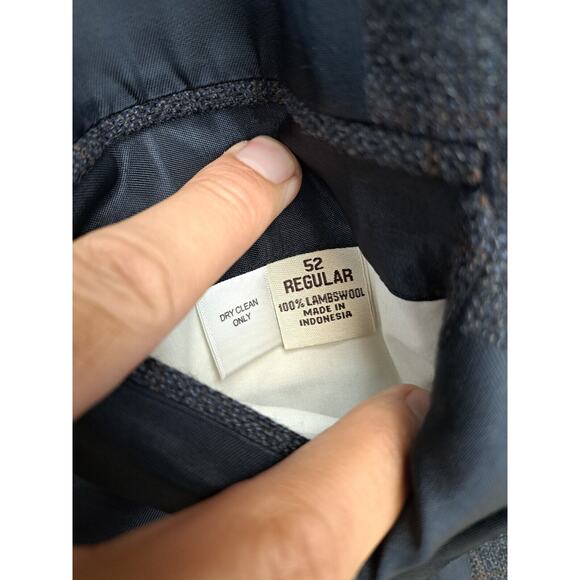 DRY CLEAN
ONLY
52
REGULAR
100% LAMBSWOOL
MADE IN
INDONESIA